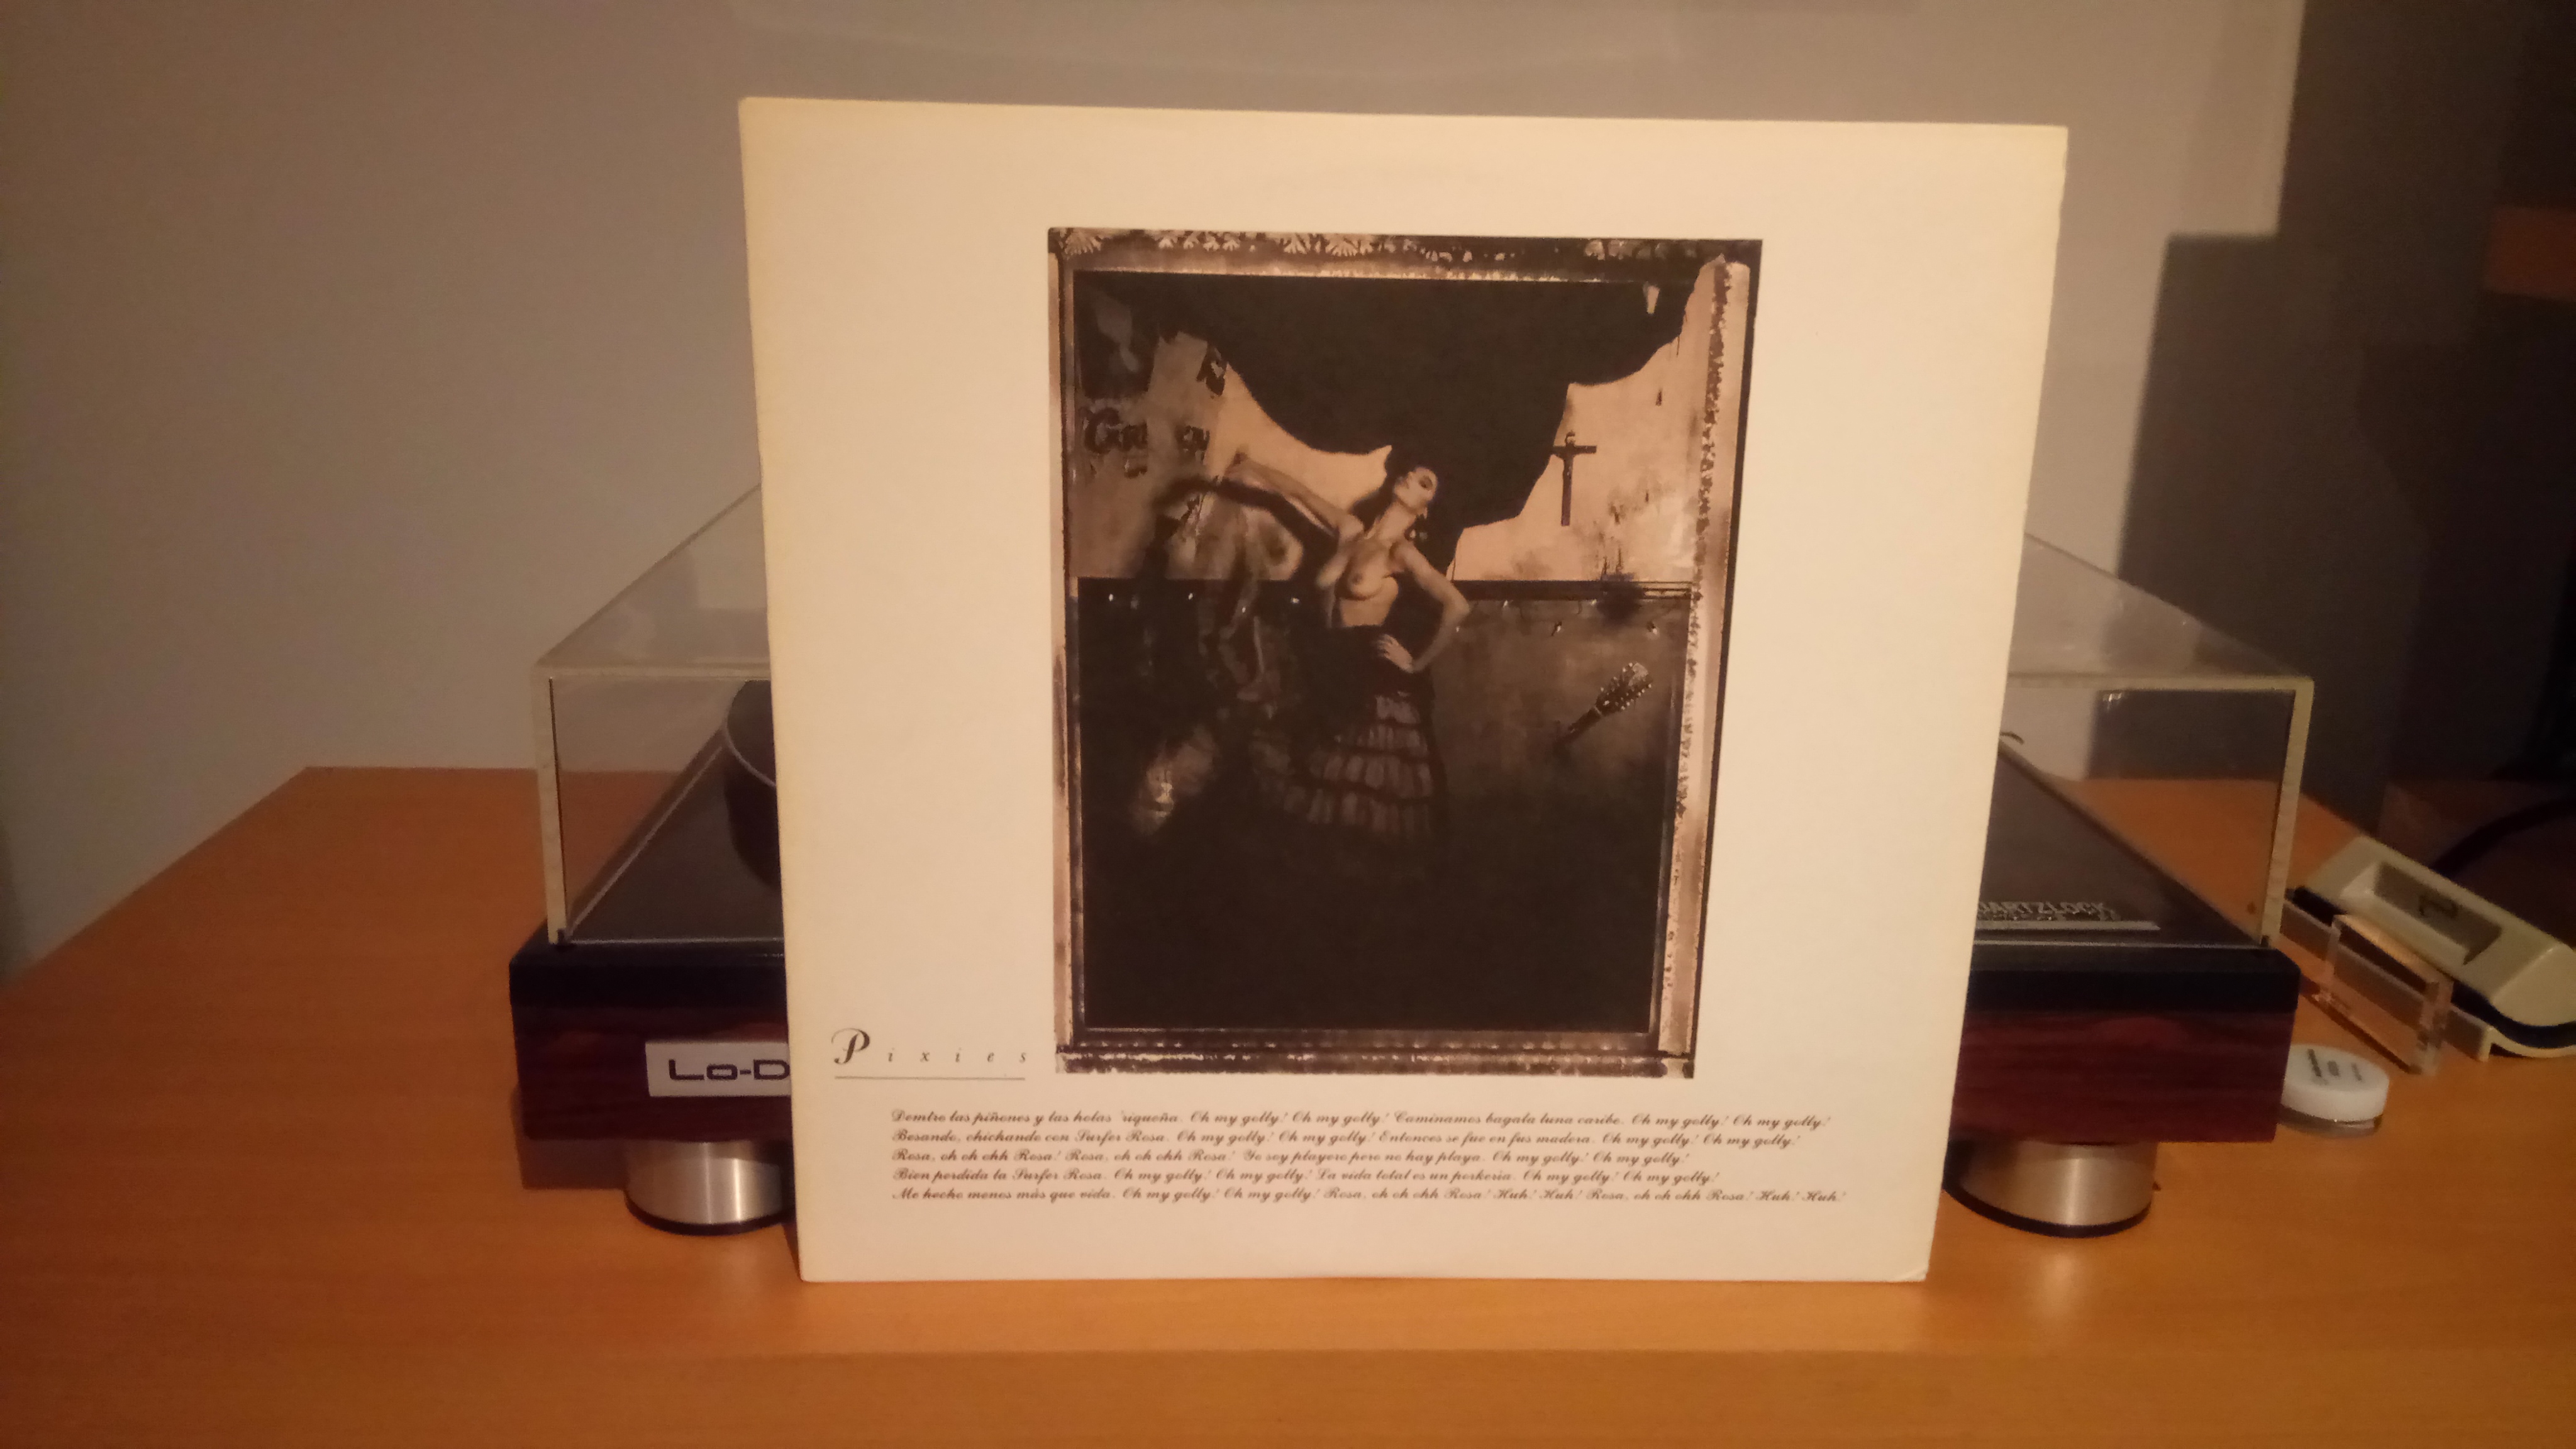 Pixies
Demtro las piñones y las holas 'riqueña. Oh my golly! Oh my golly! Caminamos bagala luna caribe. Oh my golly! Oh my golly!
Besando, chichando con Surfer Rosa. Oh my golly! Oh my golly! Entonces se fue en fus madera. Oh my golly! Oh my golly!
Rosa, oh oh ohh Rosa! Rosa, oh oh ohh Rosa! Yo soy playero pero no hay playa. Oh my golly! Oh my golly!
Bien perdida la Surfer Rosa. Oh my golly! Oh my golly! La vida total es un porkeria. Oh my golly! Oh my golly!
Me hecho menos más que vida. Oh my golly! Oh my golly! Rosa, oh oh ohh Rosa! Huh! Huh! Rosa, oh oh ohh Rosa! Huh! Huh!
Lo-D
UARTZLOCK